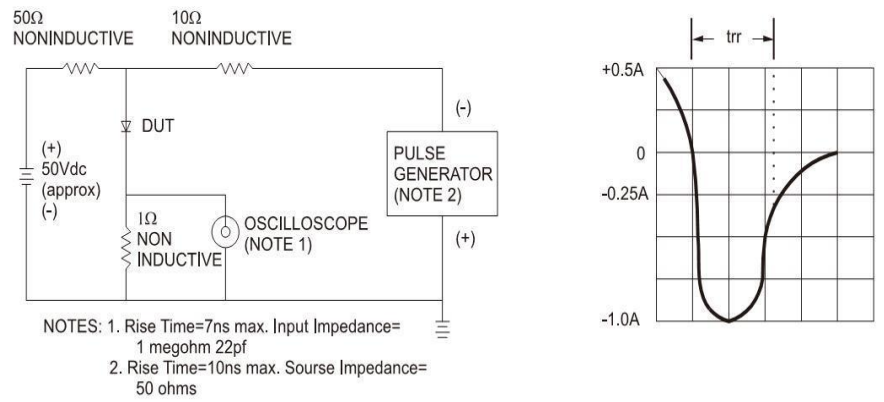 50Ω
NONINDUCTIVE
10Ω
NONINDUCTIVE
DUT
(+)
50Vdc
(approx)
(-)
1Ω
NON
INDUCTIVE
OSCILLOSCOPE
(NOTE 1)
(-)
PULSE
GENERATOR
(NOTE 2)
(+)
NOTES: 1. Rise Time=7ns max. Input Impedance=
1 megohm 22pf
2. Rise Time=10ns max. Sourse Impedance=
50 ohms
trr
+0.5A
0
-0.25A
-1.0A